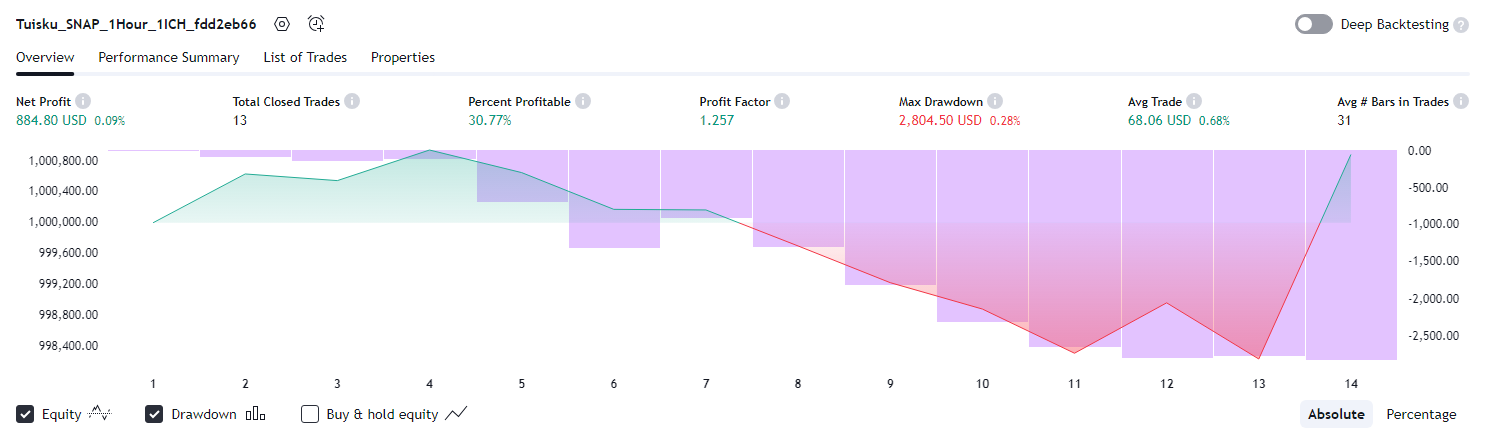 Tuisku_SNAP_1Hour_1ICH_fdd2eb66
Deep Backtesting ?
Overview Performance Summary List of Trades Properties
Net Profit i Total Closed Trades i Percent Profitable i Profit Factor i Max Drawdown i Avg Trade i Avg # Bars in Trades i
884.80 USD 0.09% 13 30.77% 1.257 2,804.50 USD 0.28% 68.06 USD 0.68% 31
1,000,800.00
1,000,400.00
1,000,000.00
999,600.00
999,200.00
998,800.00
998,400.00
0.00
-500.00
-1,000.00
-1,500.00
-2,000.00
-2,500.00
1 2 3 4 5 6 7 8 9 10 11 12 13 14
Equity Drawdown Buy & hold equity Absolute Percentage